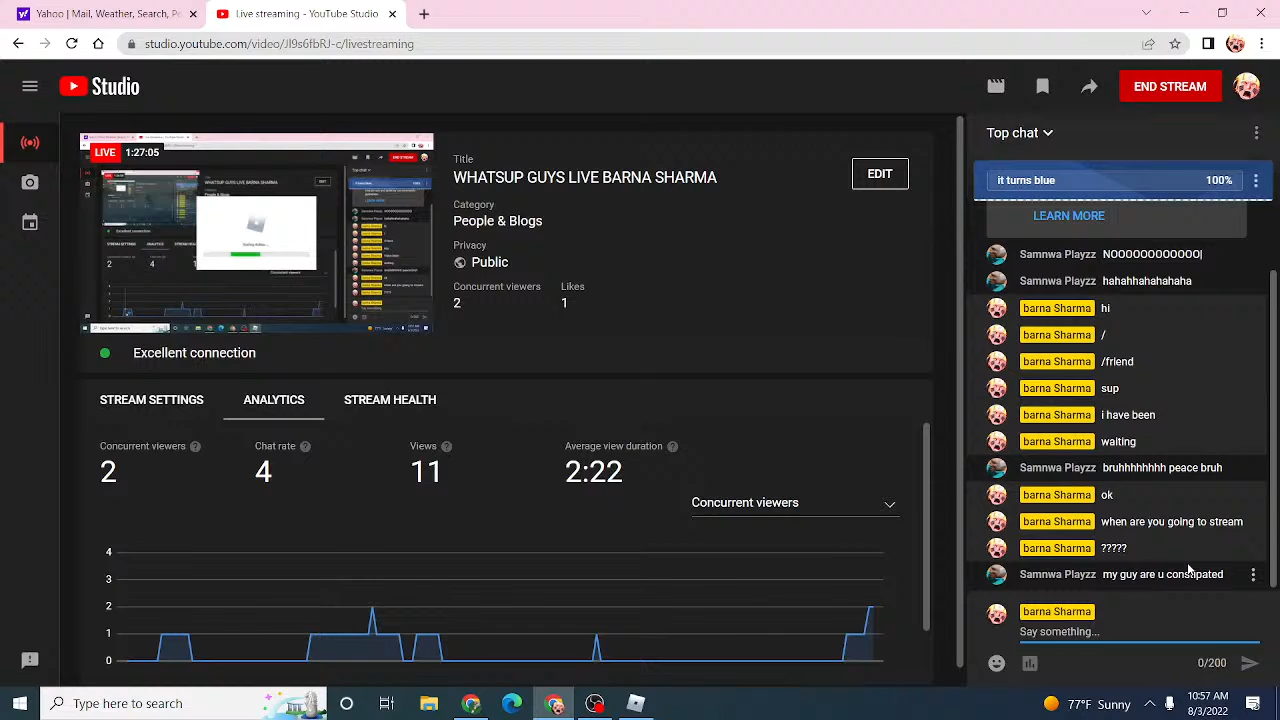 Yahoo | Mail, Weather, Search, Pe
Live streaming - YouTube Studio
studio.youtube.com/video/JI9s6fbRJ-c/livestreaming
Studio
END STREAM
LIVE 1:27:05
Title
WHATSUP GUYS LIVE BARNA SHARMA
EDIT
Category
People & Blogs
Privacy
Public
Concurrent viewers Likes
2 1
Excellent connection
STREAM SETTINGS ANALYTICS STREAM HEALTH
Concurrent viewers Chat rate Views Average view duration
2 4 11 2:22
Concurrent viewers
4
3
2
1
0
Top chat
it turns blue 100%
LEARN MORE
Samnwa Playzz NOOOOOOOOOOOO
Samnwa Playzz hahahhahahahaha
barna Sharma hi
barna Sharma /
barna Sharma /friend
barna Sharma sup
barna Sharma i have been
barna Sharma waiting
Samnwa Playzz bruhhhhhhh peace bruh
barna Sharma ok
barna Sharma when are you going to stream
barna Sharma ?????
Samnwa Playzz my guy are u constipated
barna Sharma
Say something...
0/200
Type here to search
77°F Sunny
10:57 AM
8/3/2022